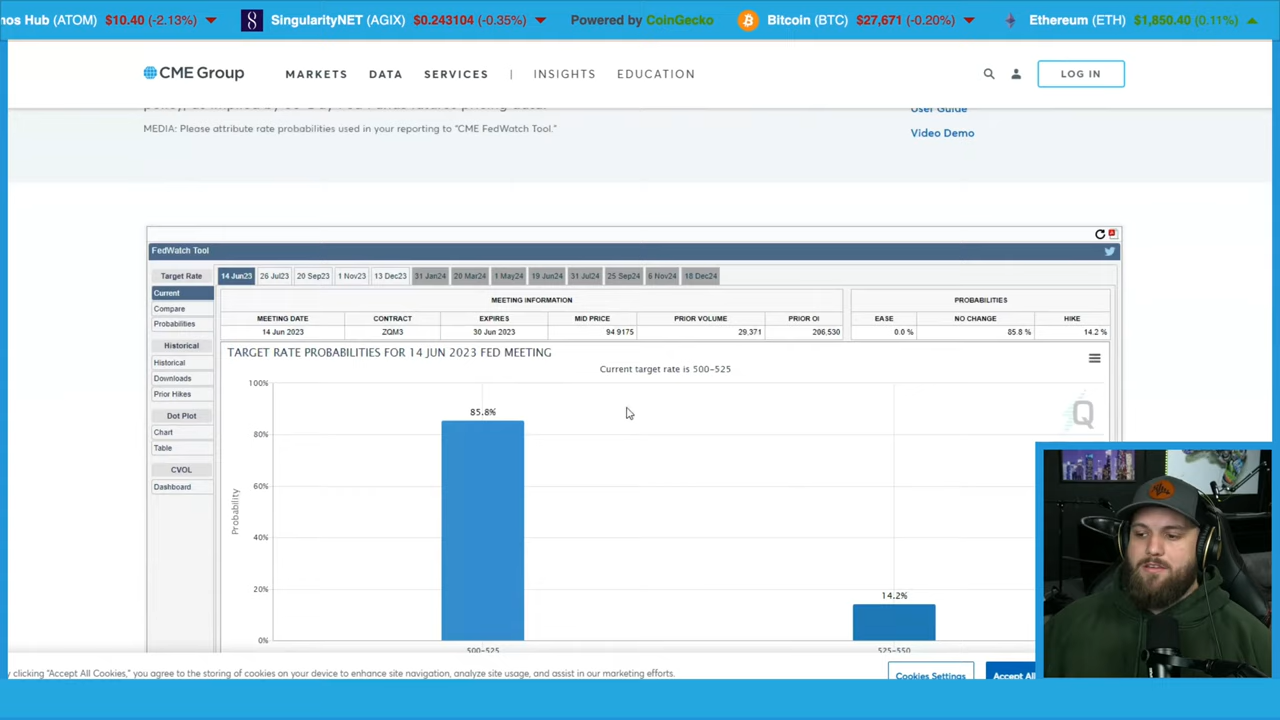 nos Hub (ATOM) $10.40 (-2.13%) SingularityNET (AGIX) $0.243104 (-0.35%) Powered by CoinGecko Bitcoin (BTC) $27,671 (-0.20%) Ethereum (ETH) $1,850.40 (0.11%)
CME Group MARKETS DATA SERVICES | INSIGHTS EDUCATION LOG IN
User Guide
MEDIA: Please attribute rate probabilities used in your reporting to "CME FedWatch Tool."
Video Demo
FedWatch Tool
Target Rate 14 Jun23 26 Jul23 20 Sep23 1 Nov23 13 Dec23 31 Jan24 20 Mar24 1 May24 19 Jun24 31 Jul24 25 Sep24 6 Nov24 18 Dec24
Current
Compare
Probabilities
Historical
Historical
Downloads
Prior Hikes
Dot Plot
Chart
Table
CVOL
Dashboard
MEETING INFORMATION PROBABILITIES
MEETING DATE CONTRACT EXPIRES MID PRICE PRIOR VOLUME PRIOR OI EASE NO CHANGE HIKE
14 Jun 2023 ZQM3 30 Jun 2023 94.9175 29,371 206,530 0.0 % 85.8 % 14.2 %
TARGET RATE PROBABILITIES FOR 14 JUN 2023 FED MEETING
Current target rate is 500-525
100%
80%
60%
40%
20%
0%
Probability
85.8%
14.2%
500-525 525-550
y clicking "Accept All Cookies," you agree to the storing of cookies on your device to enhance site navigation, analyze site usage, and assist in our marketing efforts.
Cookies Settings Accept All